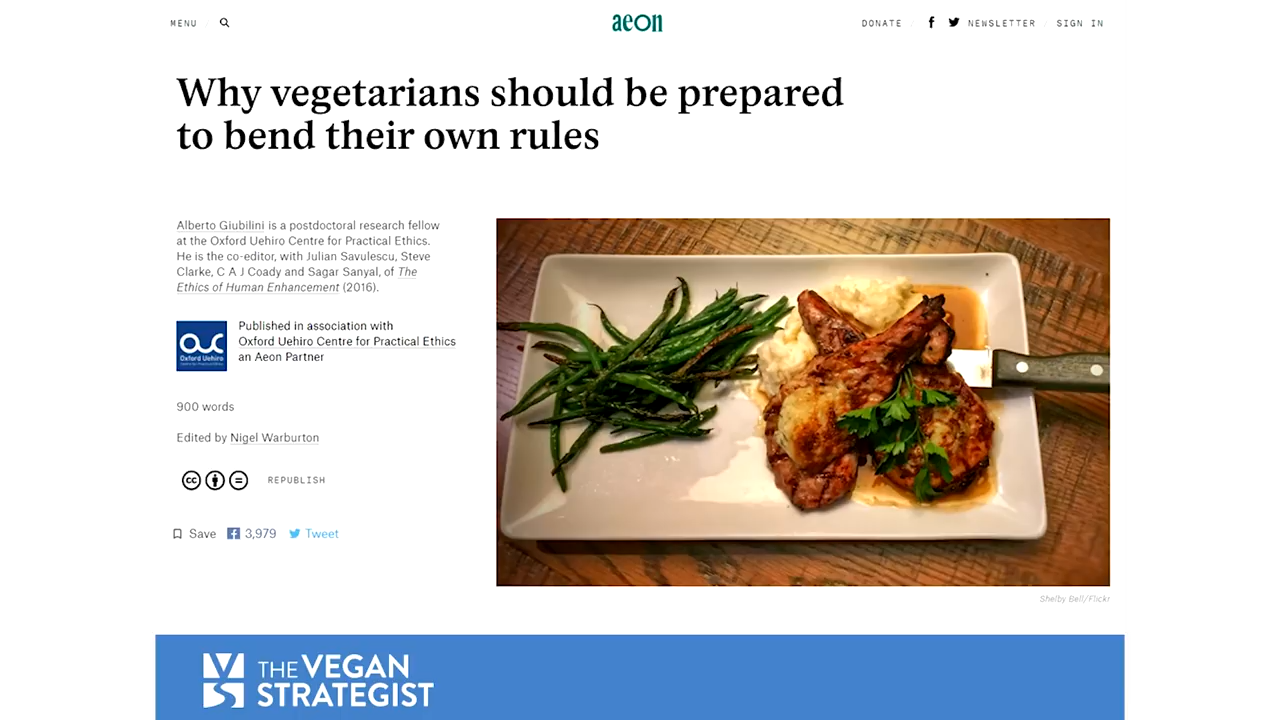 MENU
aeon
DONATE
NEWSLETTER
SIGN IN
Why vegetarians should be prepared
to bend their own rules
Alberto Giubilini is a postdoctoral research fellow
at the Oxford Uehiro Centre for Practical Ethics.
He is the co-editor, with Julian Savulescu, Steve
Clarke, C A J Coady and Sagar Sanyal, of The
Ethics of Human Enhancement (2016).
Oxford Uehiro
Published in association with
Oxford Uehiro Centre for Practical Ethics
an Aeon Partner
900 words
Edited by Nigel Warburton
cc
REPUBLISH
Save
3,979
Tweet
Shelby Bell/Flickr
THE VEGAN
STRATEGIST